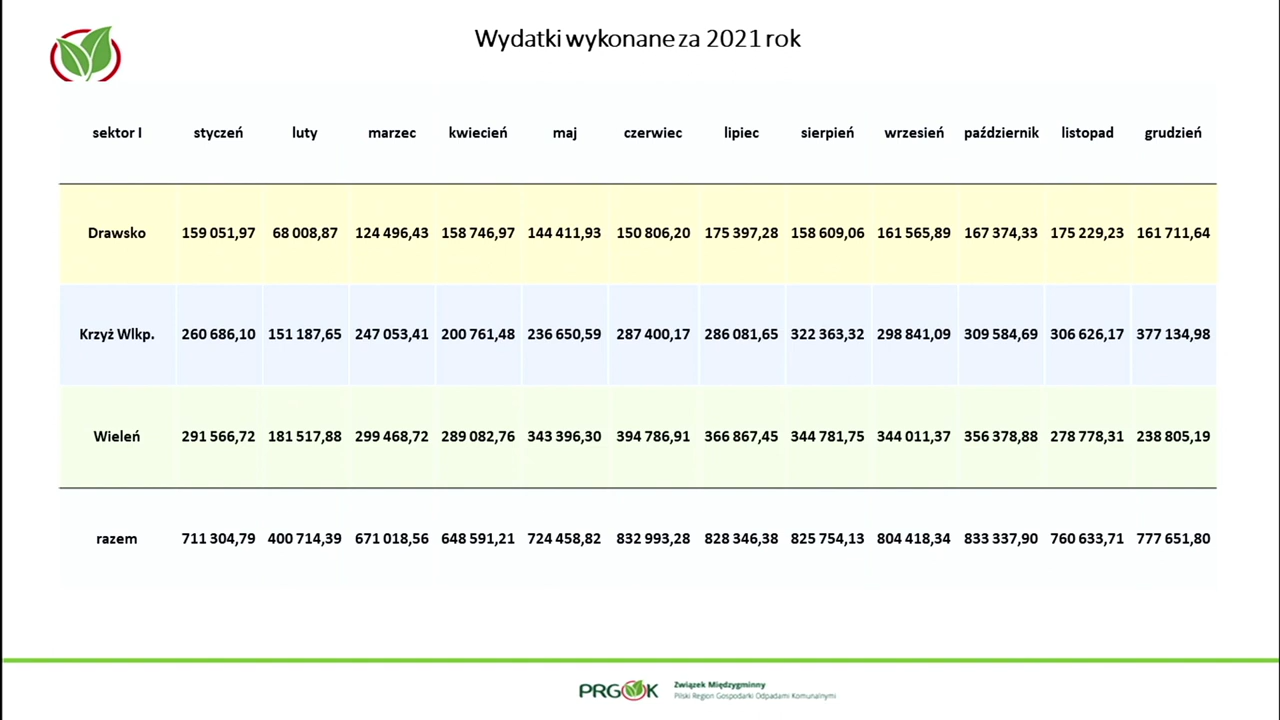 Wydatki wykonane za 2021 rok
sektor I styczeń luty marzec kwiecień maj czerwiec lipiec sierpień wrzesień październik listopad grudzień
Drawsko 159 051,97 68 008,87 124 496,43 158 746,97 144 411,93 150 806,20 175 397,28 158 609,06 161 565,89 167 374,33 175 229,23 161 711,64
Krzyż Wlkp. 260 686,10 151 187,65 247 053,41 200 761,48 236 650,59 287 400,17 286 081,65 322 363,32 298 841,09 309 584,69 306 626,17 377 134,98
Wieleń 291 566,72 181 517,88 299 468,72 289 082,76 343 396,30 394 786,91 366 867,45 344 781,75 344 011,37 356 378,88 278 778,31 238 805,19
razem 711 304,79 400 714,39 671 018,56 648 591,21 724 458,82 832 993,28 828 346,38 825 754,13 804 418,34 833 337,90 760 633,71 777 651,80
PRGOK Związek Międzygminny
Pilski Region Gospodarki Odpadami Komunalnymi